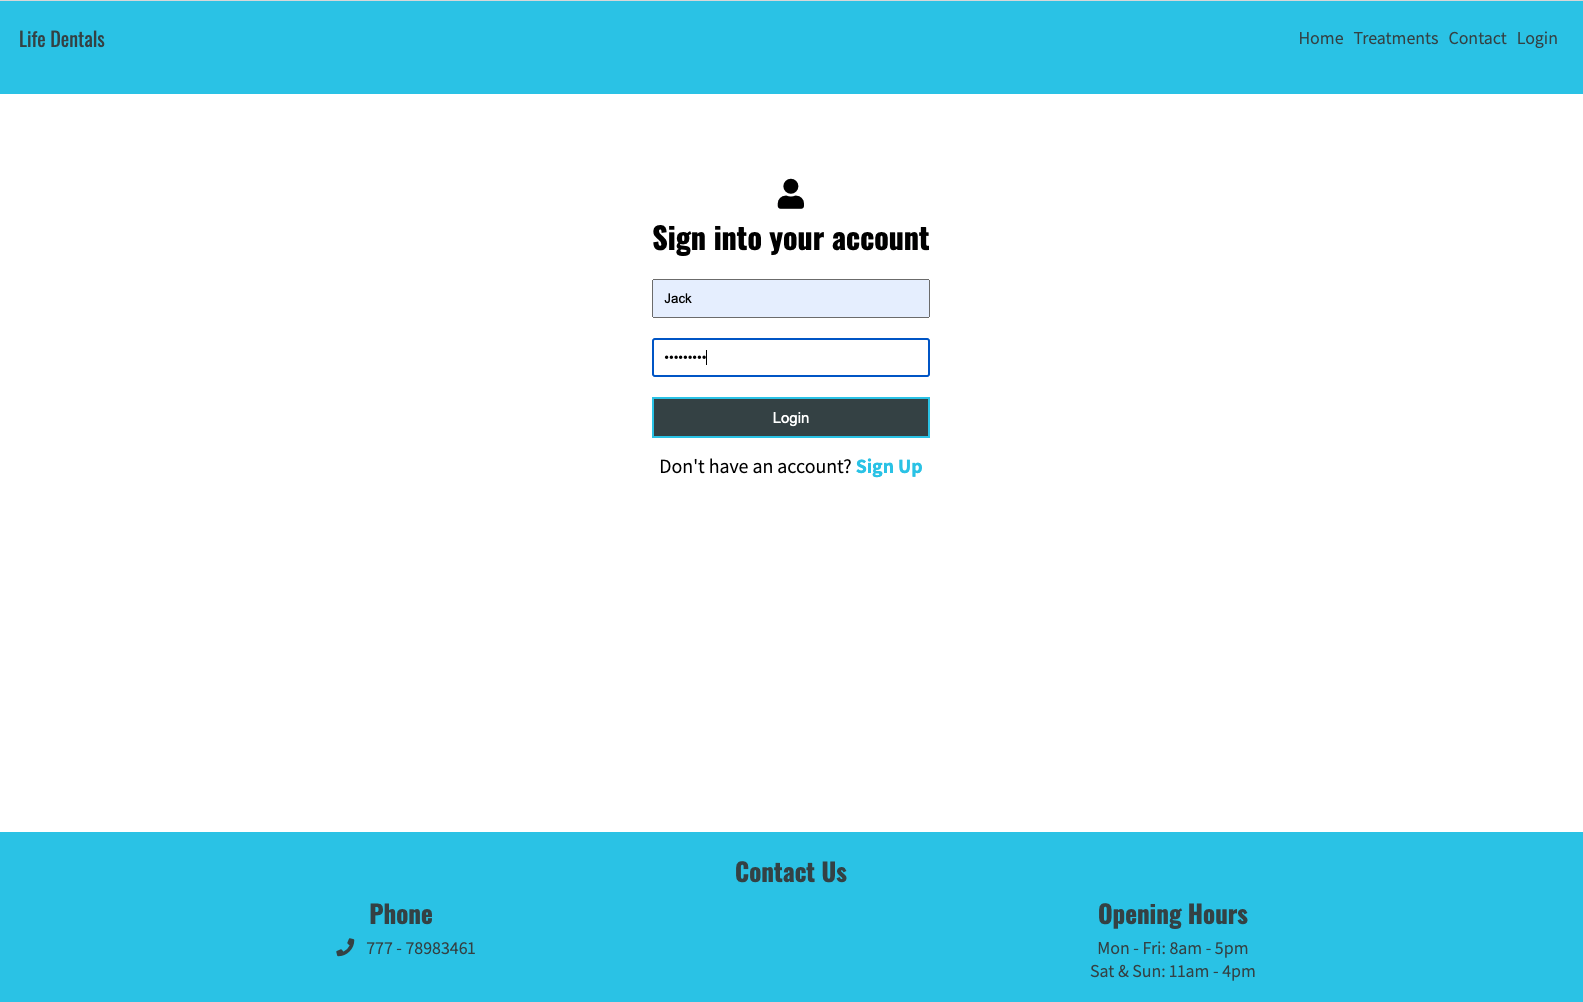 Life Dentals
Home Treatments Contact Login
Sign into your account
Jack
•••••••••
Login
Don't have an account? Sign Up
Contact Us
Phone
777 - 78983461
Opening Hours
Mon - Fri: 8am - 5pm
Sat & Sun: 11am - 4pm